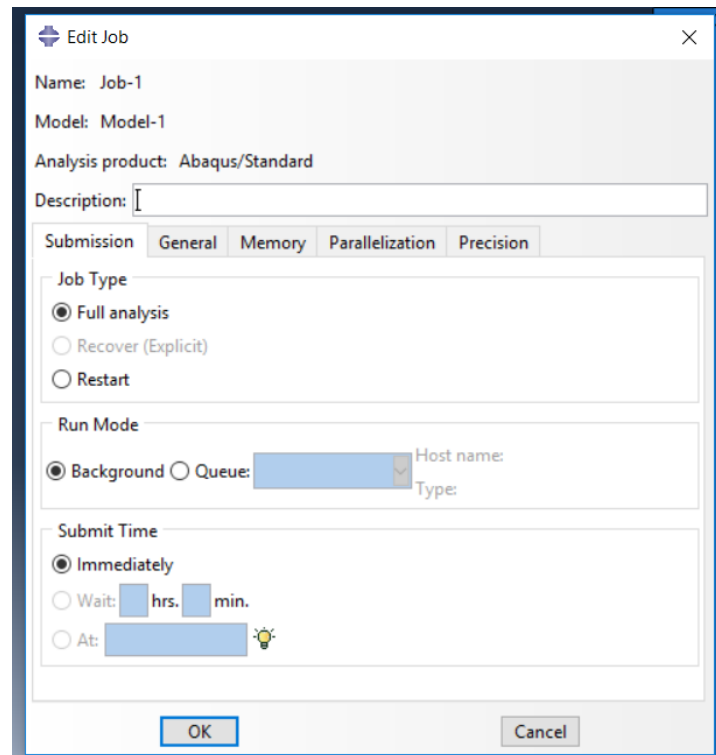 Edit Job
Name: Job-1
Model: Model-1
Analysis product: Abaqus/Standard
Description:
Submission General Memory Parallelization Precision
Job Type
Full analysis
Recover (Explicit)
Restart
Run Mode
Background Queue: Host name:
Type:
Submit Time
Immediately
Wait: hrs. min.
At:
OK Cancel